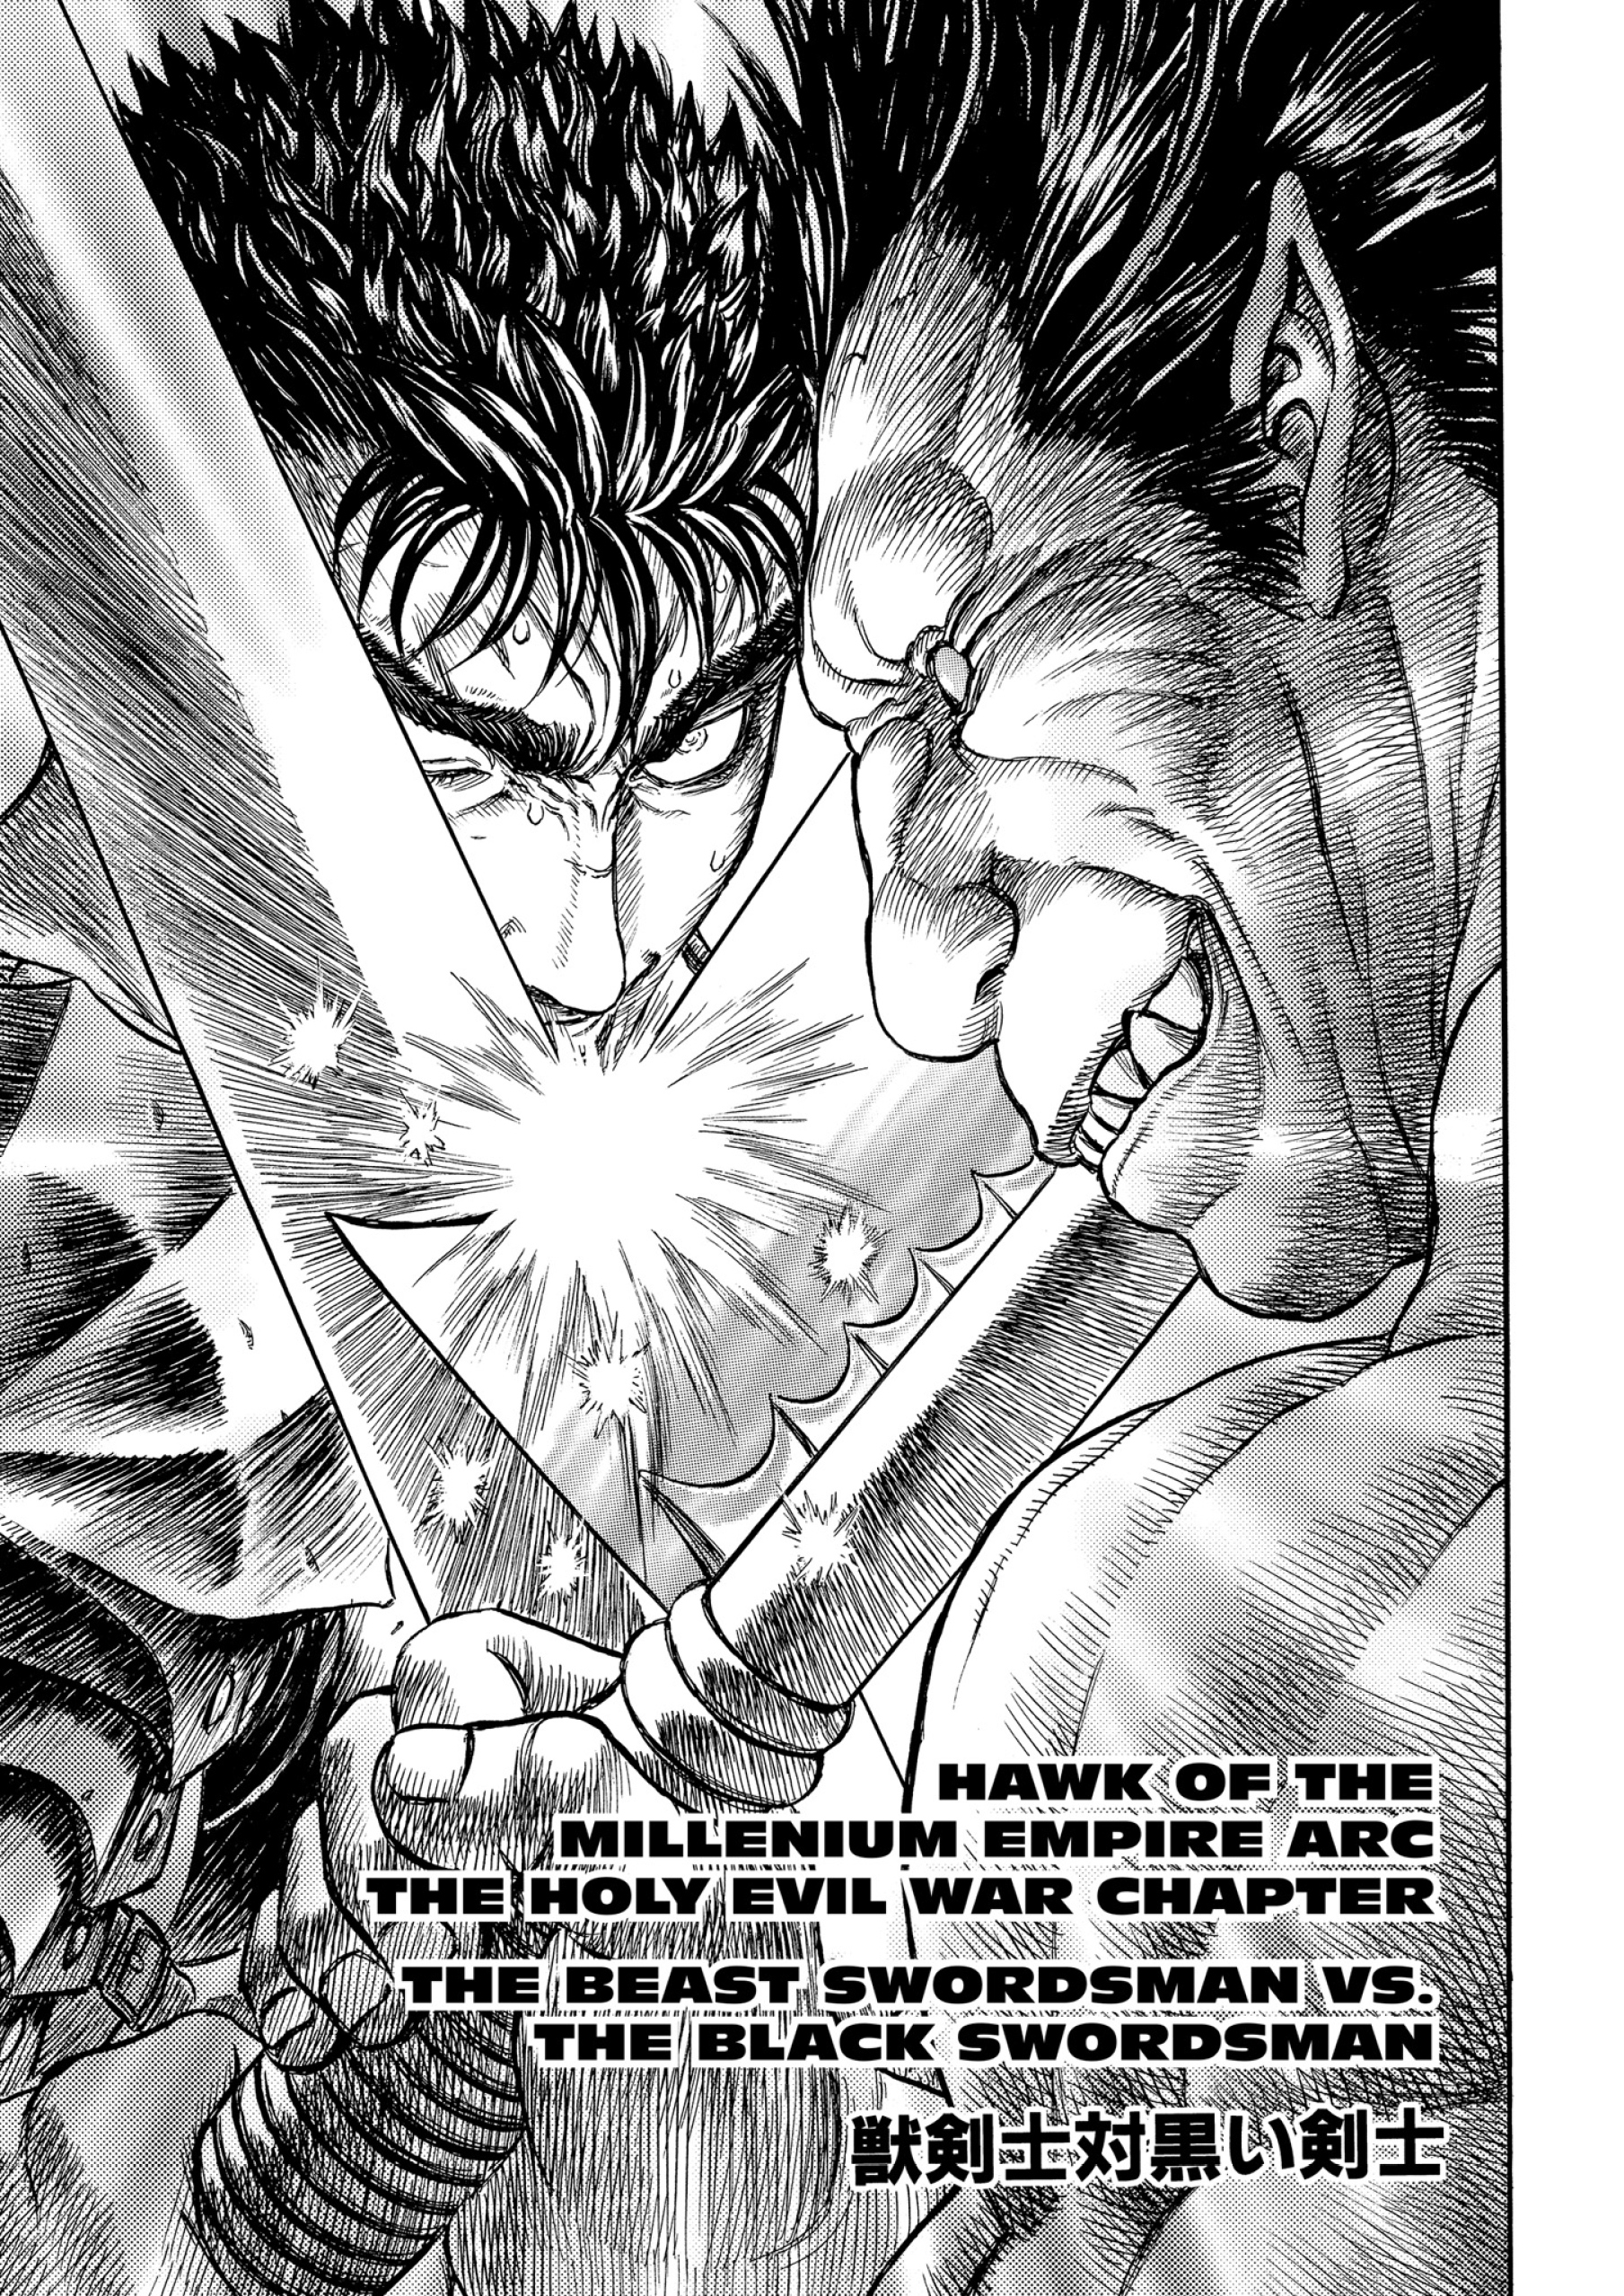 HAWK OF THE
MILLENIUM EMPIRE ARC
THE HOLY EVIL WAR CHAPTER
THE BEAST SWORDSMAN VS.
THE BLACK SWORDSMAN
獣剣士対黒い剣士